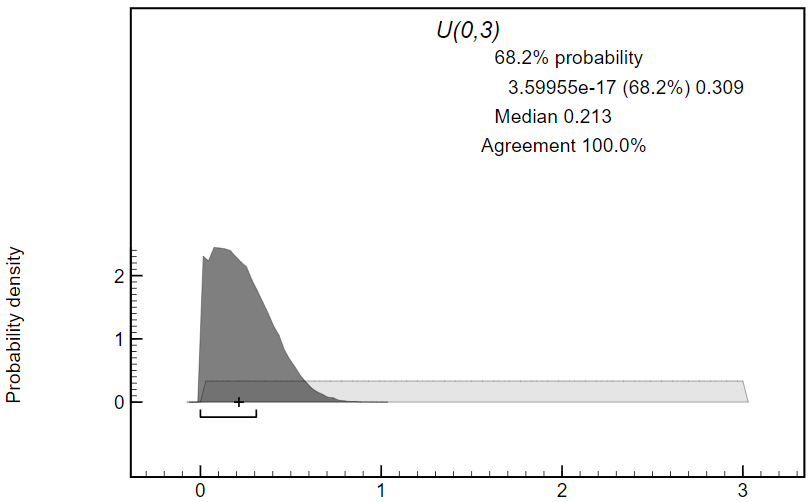 U(0,3)
68.2% probability
3.59955e-17 (68.2%) 0.309
Median 0.213
Agreement 100.0%
Probability density
2
1
0
0 1 2 3